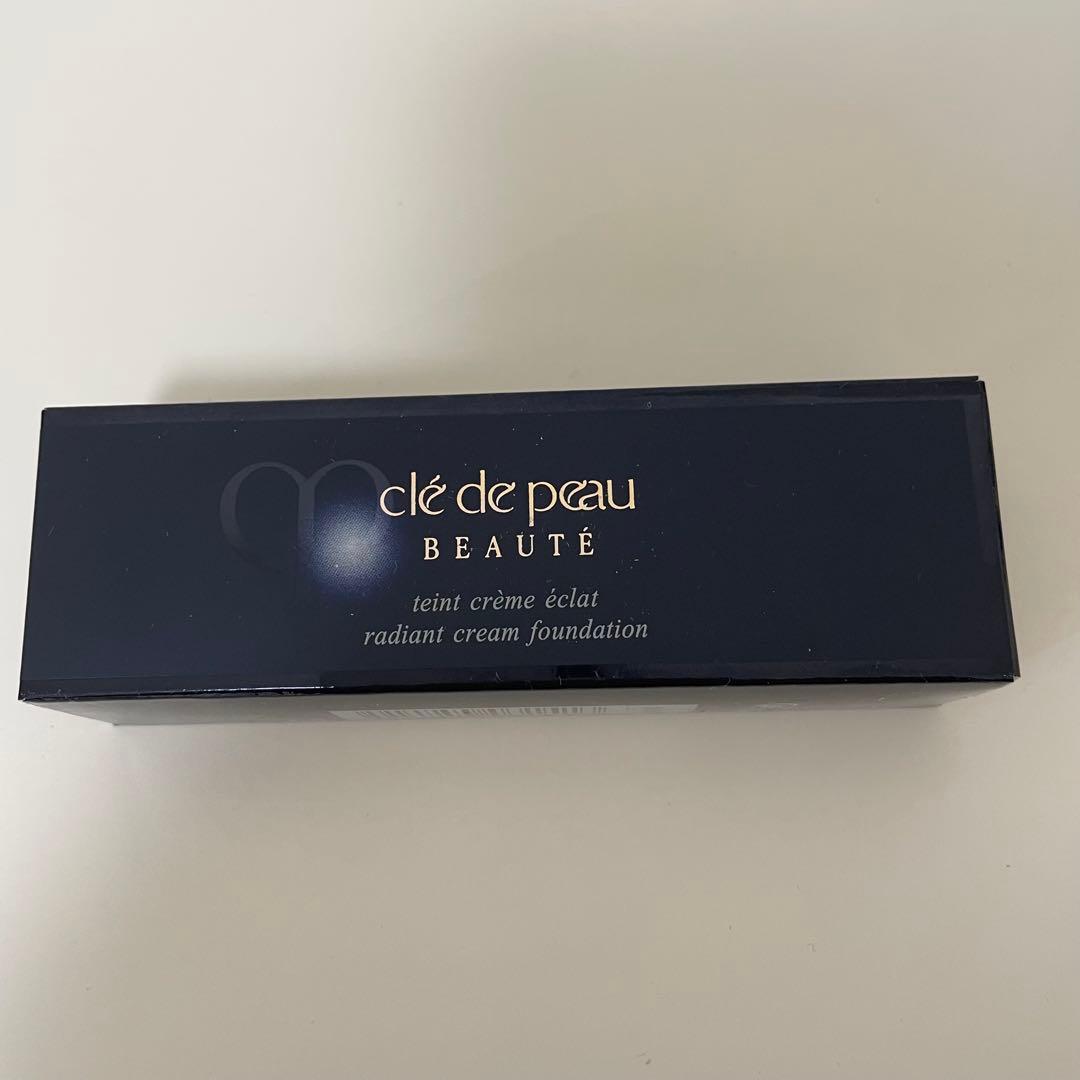 clé de peau
BEAUTÉ
teint crème éclat
radiant cream foundation